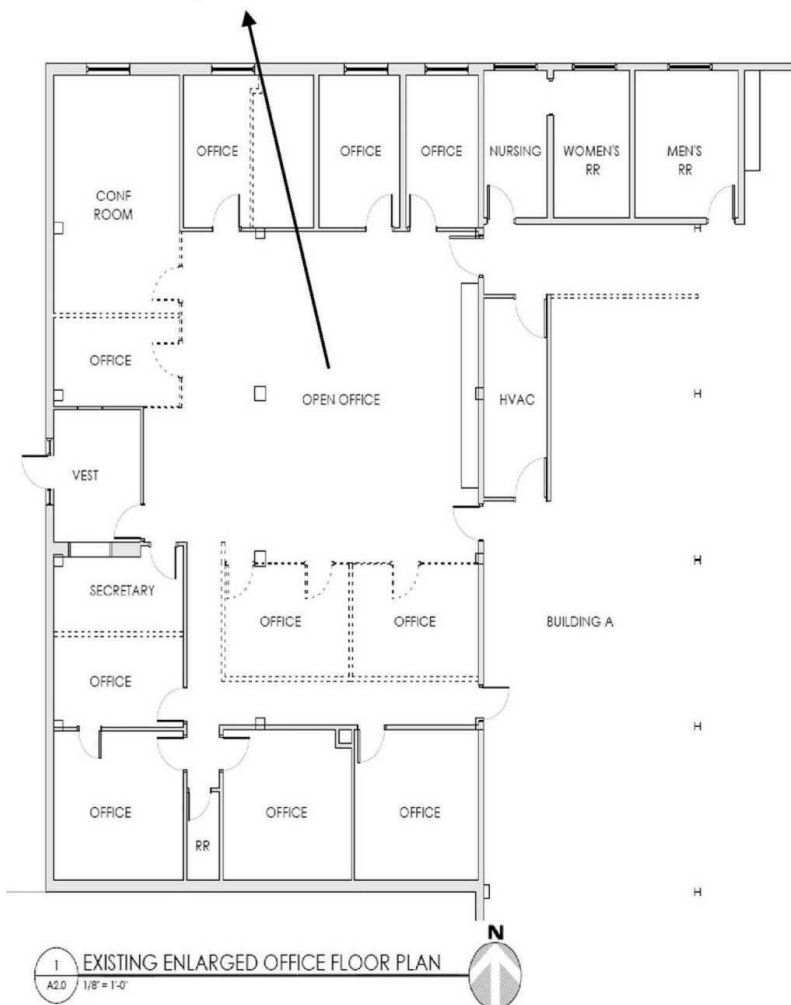 OFFICE
OFFICE
OFFICE
NURSING
WOMEN'S
RR
MEN'S
RR
CONF
ROOM
OFFICE
OPEN OFFICE
HVAC
VEST
SECRETARY
OFFICE
OFFICE
BUILDING A
OFFICE
OFFICE
RR
OFFICE
OFFICE
H
H
H
H
H
H
N
1
A2.0
EXISTING ENLARGED OFFICE FLOOR PLAN
1/8" = 1'-0"